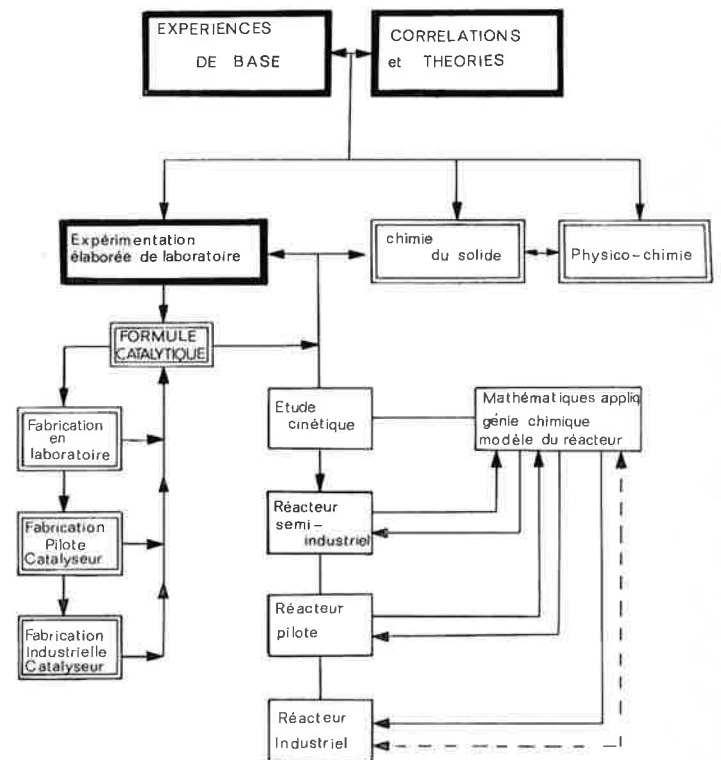 EXPERIENCES
DE BASE
CORRELATIONS
et THEORIES
Expérimentation
élaborée de laboratoire
chimie
du solide
Physico-chimie
FORMULE
CATALYTIQUE
Fabrication
en
laboratoire
Etude
cinétique
Mathématiques appliq
génie chimique
modèle du réacteur
Fabrication
Pilote
Catalyseur
Réacteur
semi-
industriel
Réacteur
pilote
Fabrication
Industrielle
Catalyseur
Réacteur
Industriel